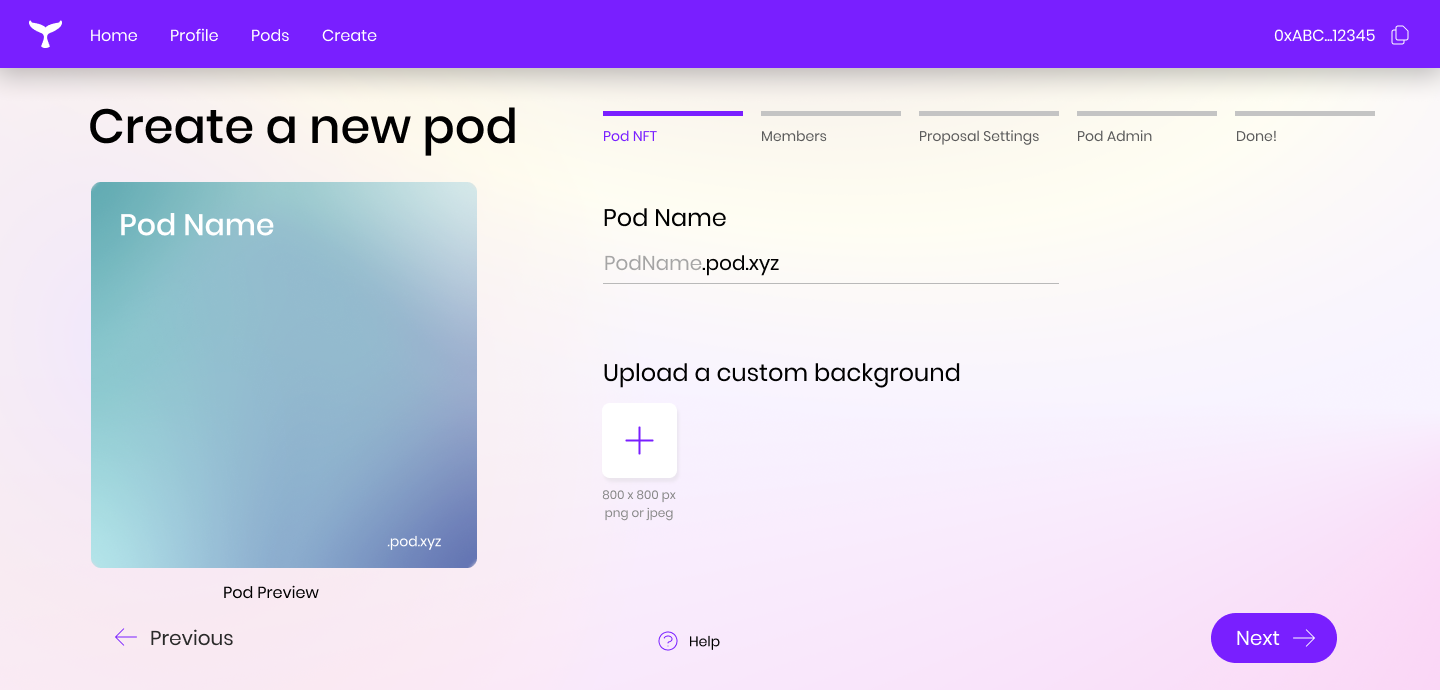 Home Profile Pods Create 0xABC...12345
Create a new pod
Pod NFT Members Proposal Settings Pod Admin Done!
Pod Name
.pod.xyz
Pod Preview
Pod Name
PodName.pod.xyz
Upload a custom background
800 x 800 px
png or jpeg
Previous
Help
Next